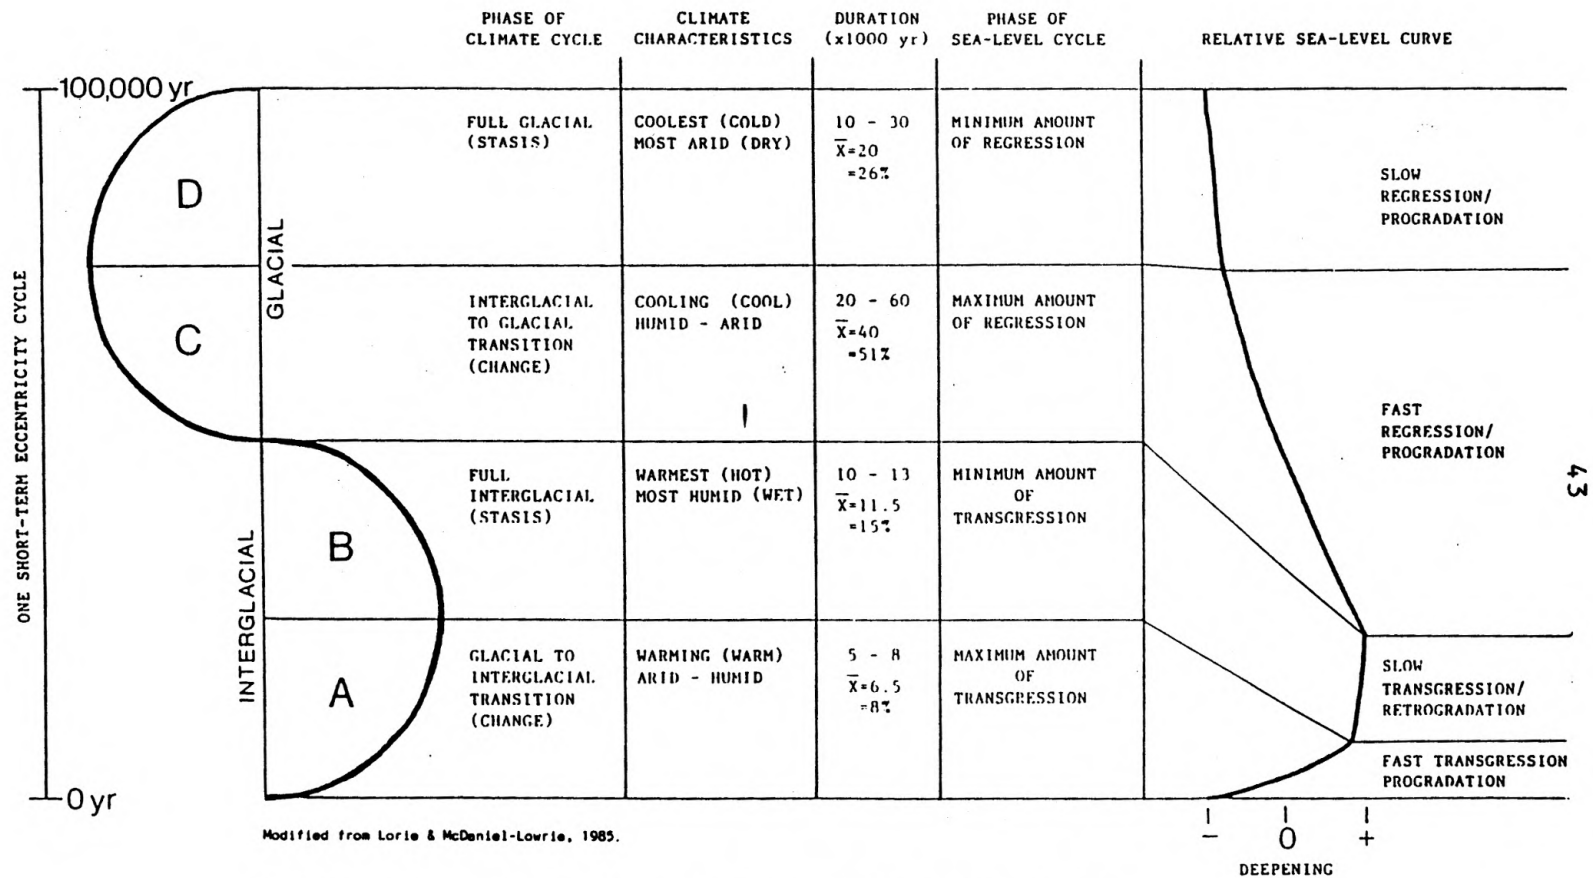 PHASE OF
CLIMATE CYCLE
CLIMATE
CHARACTERISTICS
DURATION
(x1000 yr)
PHASE OF
SEA-LEVEL CYCLE
RELATIVE SEA-LEVEL CURVE
ONE SHORT-TERM ECCENTRICITY CYCLE
100,000 yr
0 yr
GLACIAL
INTERGLACIAL
D
FULL GLACIAL
(STASIS)
COOLEST (COLD)
MOST ARID (DRY)
10 - 30
X̅=20
=26%
MINIMUM AMOUNT
OF REGRESSION
SLOW
REGRESSION/
PROGRADATION
C
INTERGLACIAL
TO GLACIAL
TRANSITION
(CHANGE)
COOLING (COOL)
HUMID - ARID
20 - 60
X̅=40
=51%
MAXIMUM AMOUNT
OF REGRESSION
FAST
REGRESSION/
PROGRADATION
B
FULL
INTERGLACIAL
(STASIS)
WARMEST (HOT)
MOST HUMID (WET)
10 - 13
X̅=11.5
=15%
MINIMUM AMOUNT
OF
TRANSGRESSION
SLOW
TRANSGRESSION/
RETROGRADATION
A
GLACIAL TO
INTERGLACIAL
TRANSITION
(CHANGE)
WARMING (WARM)
ARID - HUMID
5 - 8
X̅=6.5
=8%
MAXIMUM AMOUNT
OF
TRANSGRESSION
FAST TRANSGRESSION
PROGRADATION
- 0 +
DEEPENING
Modified from Lorie & McDaniel-Lowrie, 1985.
43